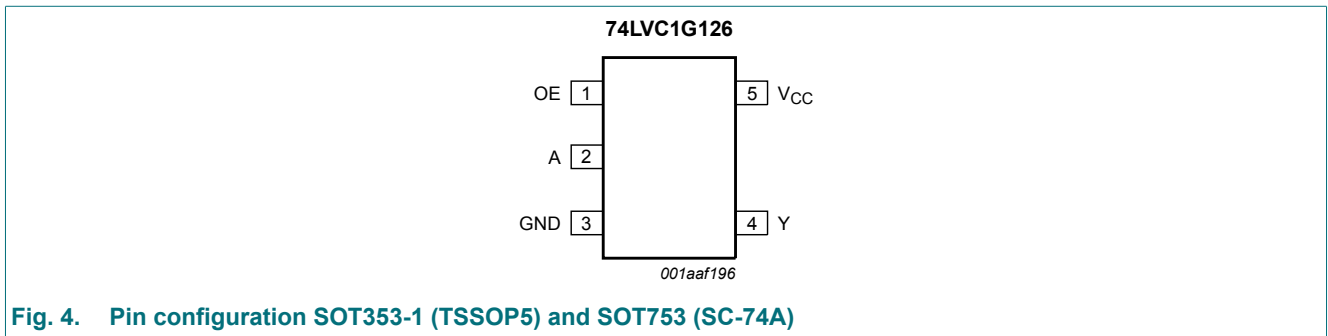 74LVC1G126
OE 1
5 VCC
A 2
GND 3
4 Y
001aaf196
Fig. 4. Pin configuration SOT353-1 (TSSOP5) and SOT753 (SC-74A)